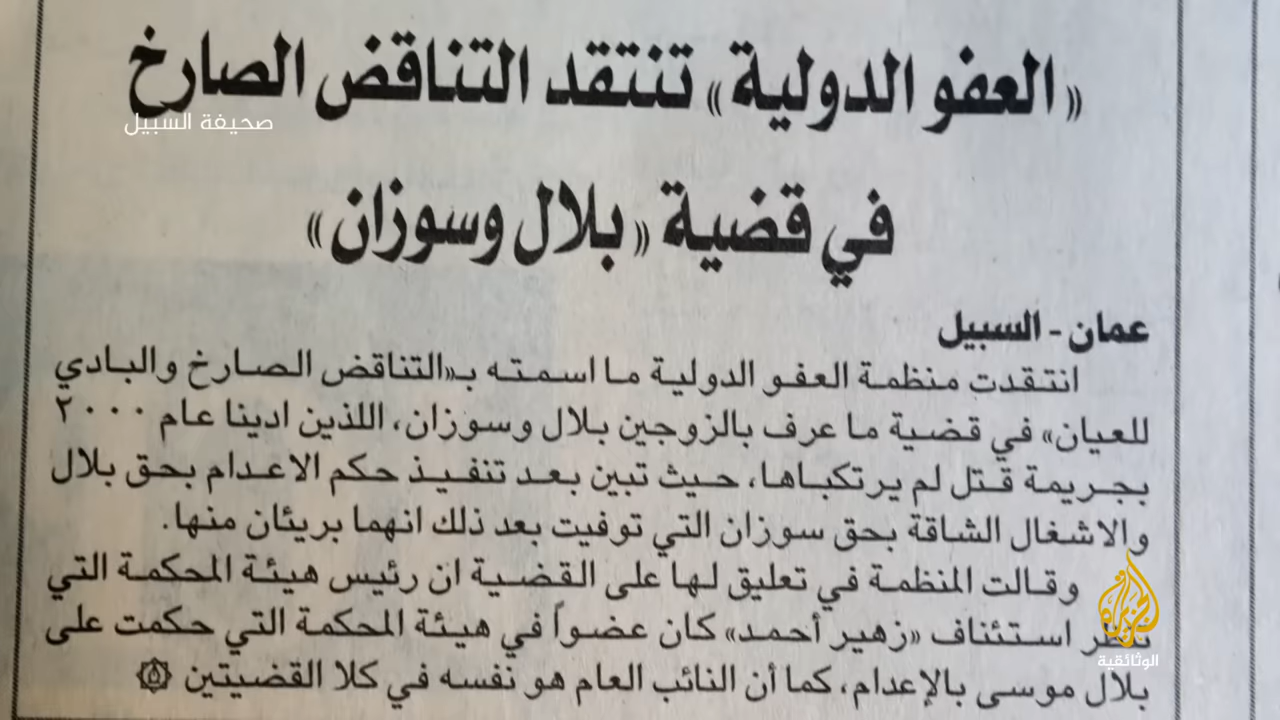 «العفو الدولية» تنتقد التناقض الصارخ
صحيفة السبيل
في قضية «بلال وسوزان»
عمان - السبيل
انتقدت منظمة العفو الدولية ما اسمته بـ«التناقض الصارخ والبادي
للعيان» في قضية ما عرف بالزوجين بلال وسوزان، اللذين ادينا عام ٢٠٠٠
بجريمة قتل لم يرتكباها، حيث تبين بعد تنفيذ حكم الاعدام بحق بلال
والاشغال الشاقة بحق سوزان التي توفيت بعد ذلك انهما بريئان منها.
وقالت المنظمة في تعليق لها على القضية ان رئيس هيئة المحكمة التي
تنظر استئناف «زهير أحمد» كان عضواً في هيئة المحكمة التي حكمت على
بلال موسى بالإعدام، كما أن النائب العام هو نفسه في كلا القضيتين
الجزيرة
الوثائقية